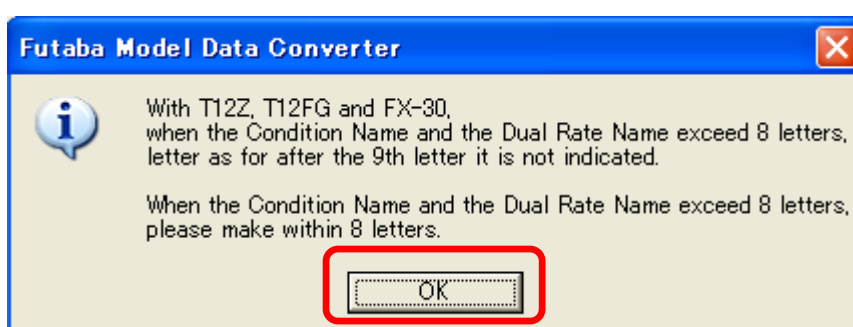 Futaba Model Data Converter
With T12Z, T12FG and FX-30,
when the Condition Name and the Dual Rate Name exceed 8 letters,
letter as for after the 9th letter it is not indicated.
When the Condition Name and the Dual Rate Name exceed 8 letters,
please make within 8 letters.
OK